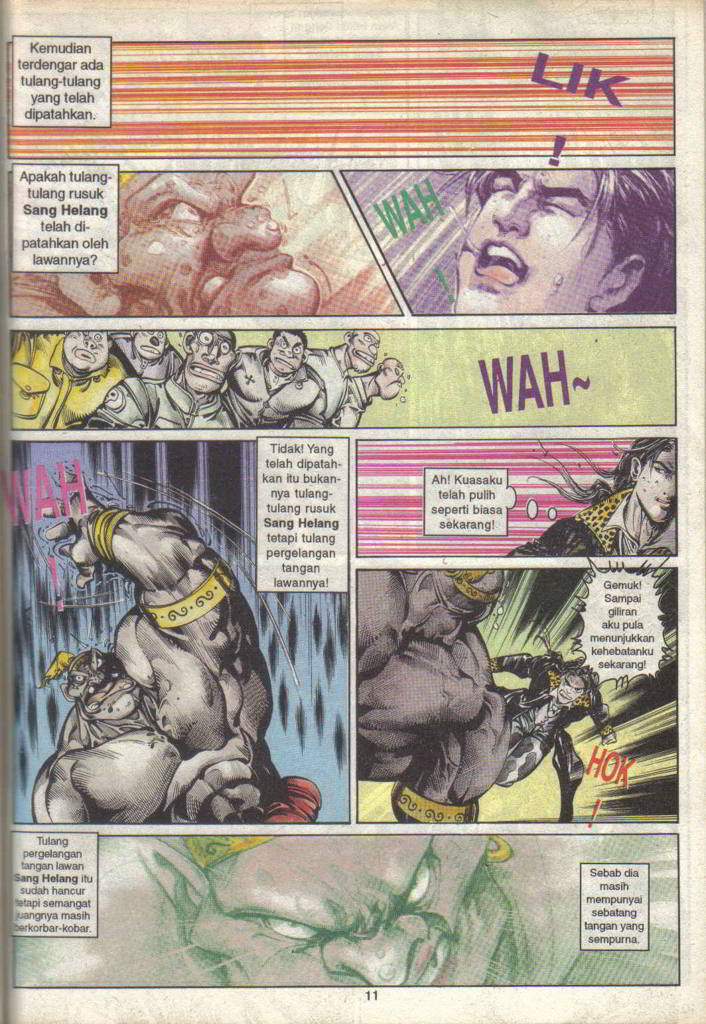 Kemudian
terdengar ada
tulang-tulang
yang telah
dipatahkan.
LIK
!
Apakah tulang-
tulang rusuk
Sang Helang
telah di-
patahkan oleh
lawannya?
WAH
!
WAH~
WAH
!
Tidak! Yang
telah dipatah-
kan itu bukan-
nya tulang-
tulang rusuk
Sang Helang
tetapi tulang
pergelangan
tangan
lawannya!
Ah! Kuasaku
telah pulih
seperti biasa
sekarang!
Gemuk!
Sampai
giliran
aku pula
menunjukkan
kehebatanku
sekarang!
HOK
!
Tulang
pergelangan
tangan lawan
Sang Helang itu
sudah hancur
tetapi semangat
juangnya masih
berkorbar-kobar.
Sebab dia
masih
mempunyai
sebatang
tangan yang
sempurna.
11